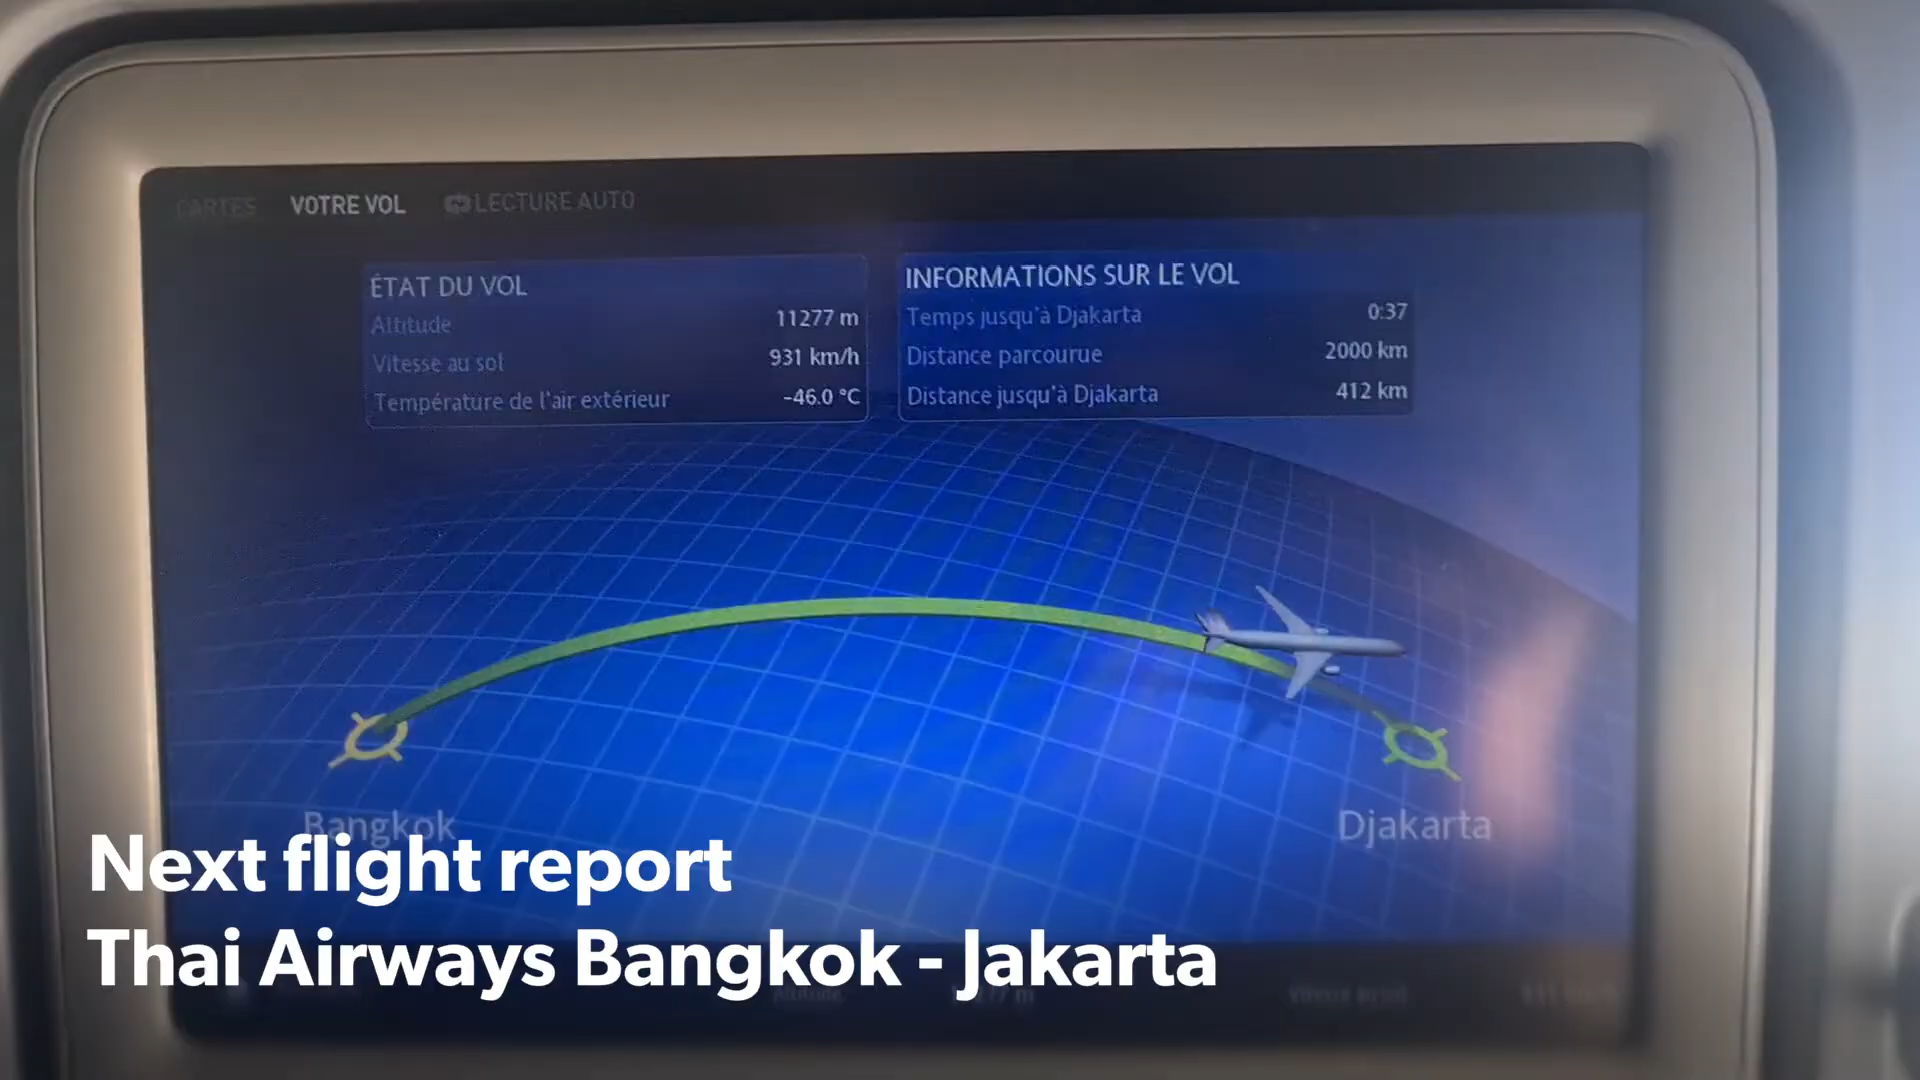 CARTES VOTRE VOL LECTURE AUTO
ÉTAT DU VOL
Altitude 11277 m
Vitesse au sol 931 km/h
Température de l'air extérieur -46.0 °C
INFORMATIONS SUR LE VOL
Temps jusqu'à Djakarta 0:37
Distance parcourue 2000 km
Distance jusqu'à Djakarta 412 km
Bangkok
Djakarta
Next flight report
Thai Airways Bangkok - Jakarta